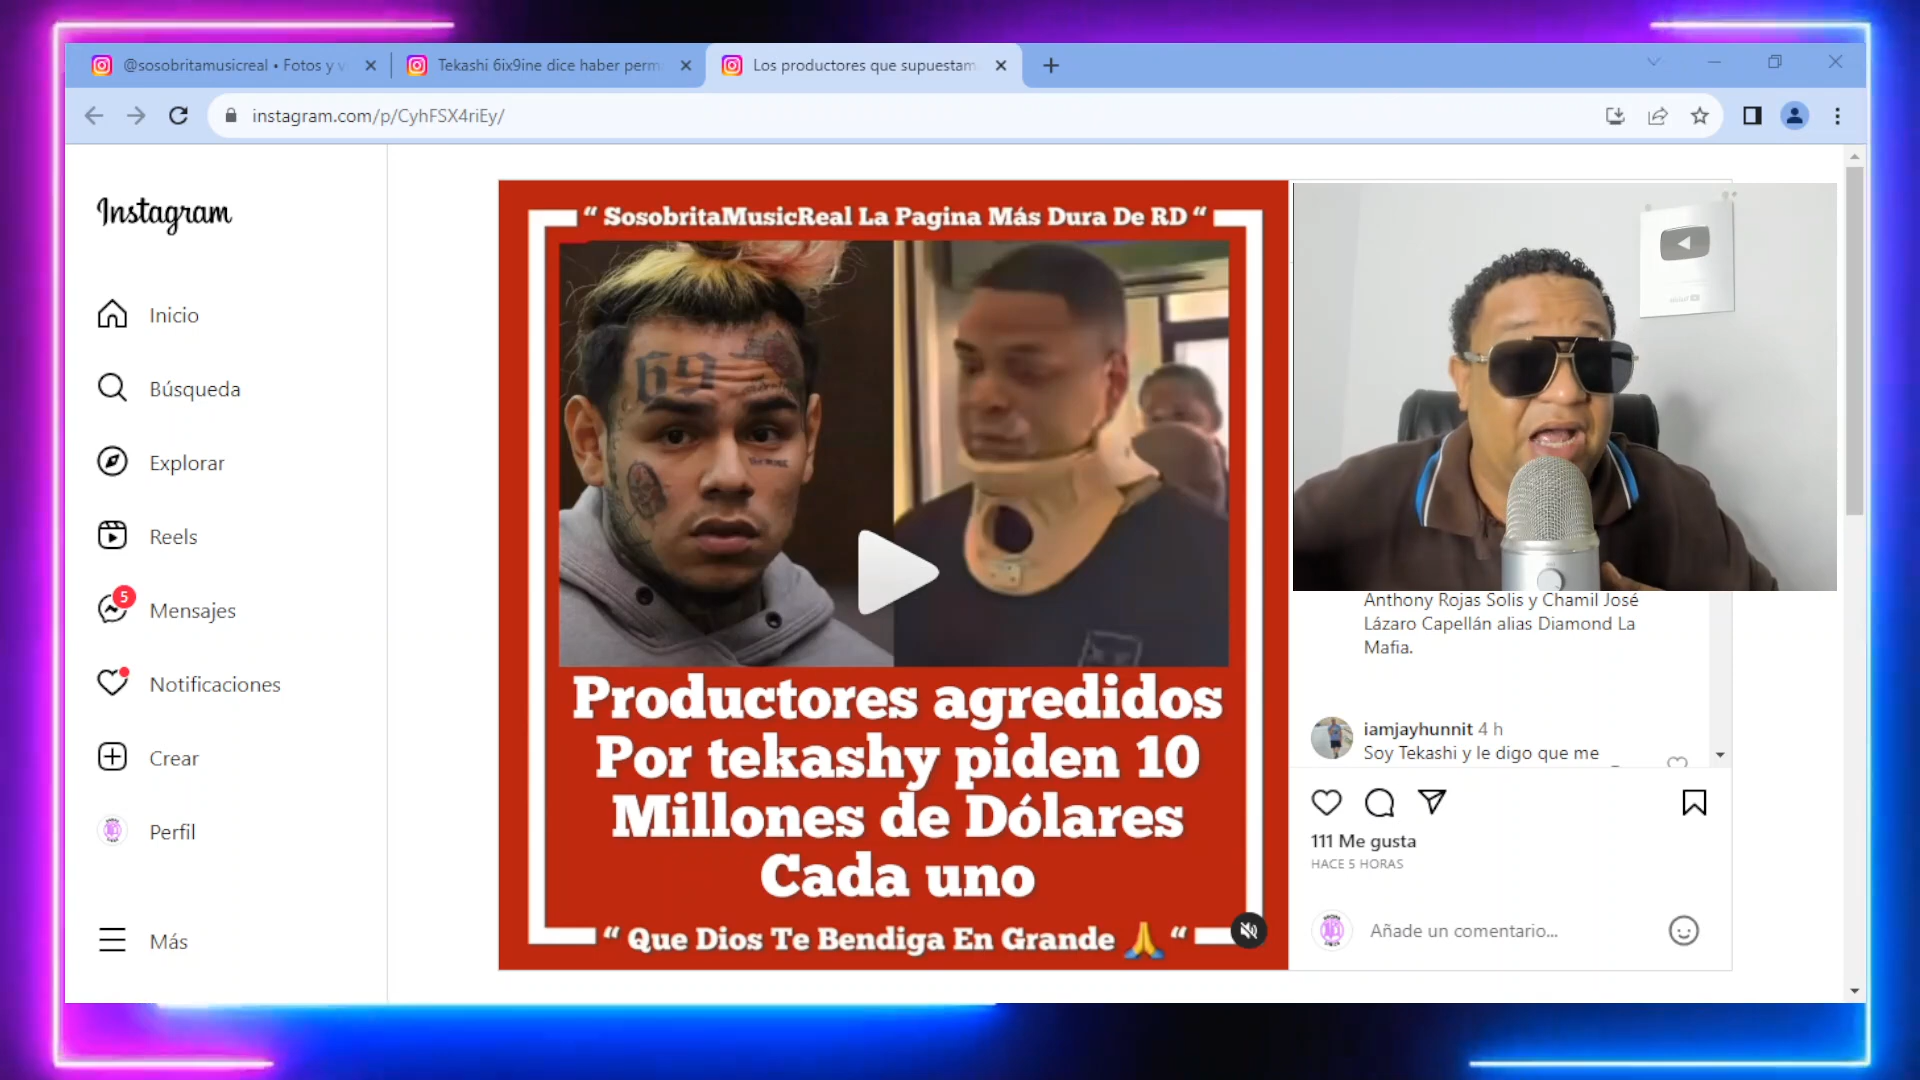 @sosobritamusicreal • Fotos y v
Tekashi 6ix9ine dice haber perm
Los productores que supuestam
instagram.com/p/CyhFSX4riEy/
Instagram
Inicio
Búsqueda
Explorar
Reels
5
Mensajes
Notificaciones
Crear
Perfil
Más
“ SosobritaMusicReal La Pagina Más Dura De RD “
69
Productores agredidos
Por tekashy piden 10
Millones de Dólares
Cada uno
“ Que Dios Te Bendiga En Grande 🙏 “
Anthony Rojas Solis y Chamil José
Lázaro Capellán alias Diamond La
Mafia.
iamjayhunnit 4 h
Soy Tekashi y le digo que me
111 Me gusta
HACE 5 HORAS
Añade un comentario...